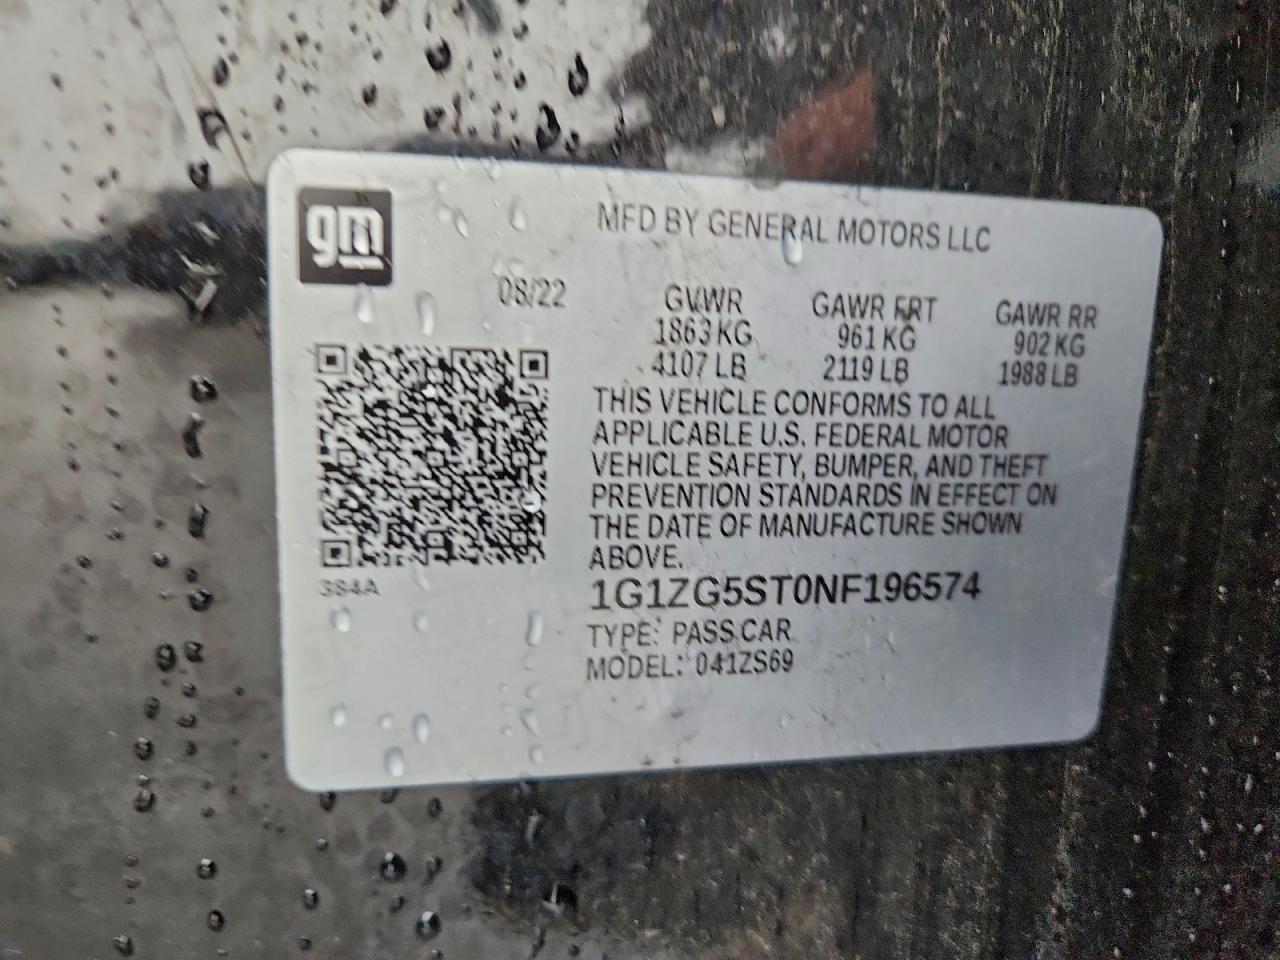 gm
MFD BY GENERAL MOTORS LLC
08/22
GVWR GAWR FRT GAWR RR
1863 KG 961 KG 902 KG
4107 LB 2119 LB 1988 LB
THIS VEHICLE CONFORMS TO ALL
APPLICABLE U.S. FEDERAL MOTOR
VEHICLE SAFETY, BUMPER, AND THEFT
PREVENTION STANDARDS IN EFFECT ON
THE DATE OF MANUFACTURE SHOWN
ABOVE.
384A
1G1ZG5ST0NF196574
TYPE: PASS CAR
MODEL: 041ZS69